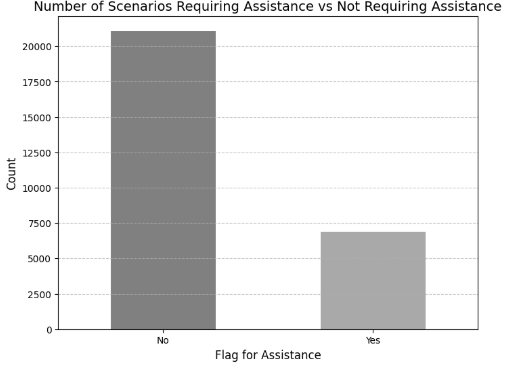 Number of Scenarios Requiring Assistance vs Not Requiring Assistance
20000
17500
15000
12500
10000
7500
5000
2500
0
Count
No
Yes
Flag for Assistance